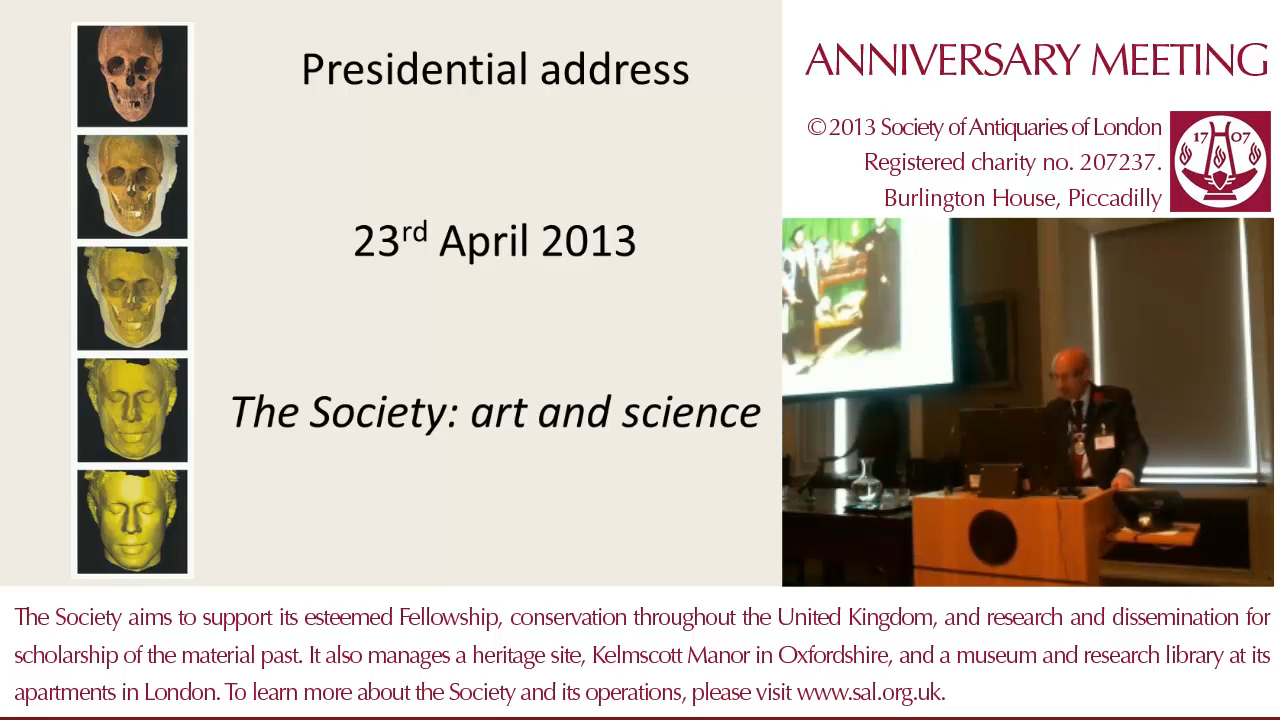 Presidential address
23rd April 2013
The Society: art and science
ANNIVERSARY MEETING
© 2013 Society of Antiquaries of London
Registered charity no. 207237.
Burlington House, Piccadilly
17 07
The Society aims to support its esteemed Fellowship, conservation throughout the United Kingdom, and research and dissemination for
scholarship of the material past. It also manages a heritage site, Kelmscott Manor in Oxfordshire, and a museum and research library at its
apartments in London. To learn more about the Society and its operations, please visit www.sal.org.uk.